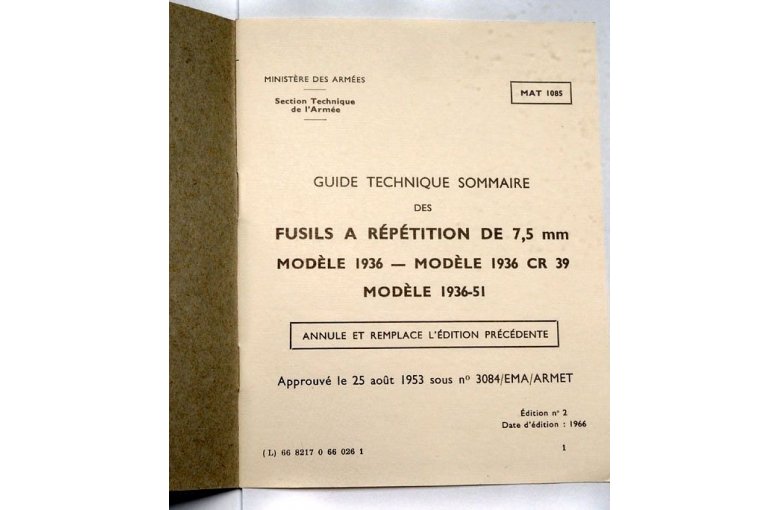 MINISTÈRE DES ARMÉES
Section Technique
de l'Armée
MAT 1085
GUIDE TECHNIQUE SOMMAIRE
DES
FUSILS A RÉPÉTITION DE 7,5 mm
MODÈLE 1936 — MODÈLE 1936 CR 39
MODÈLE 1936-51
ANNULE ET REMPLACE L'ÉDITION PRÉCÉDENTE
Approuvé le 25 août 1953 sous nº 3084/EMA/ARMET
Édition nº 2
Date d'édition : 1966
(L) 66 8217 0 66 026 1
1